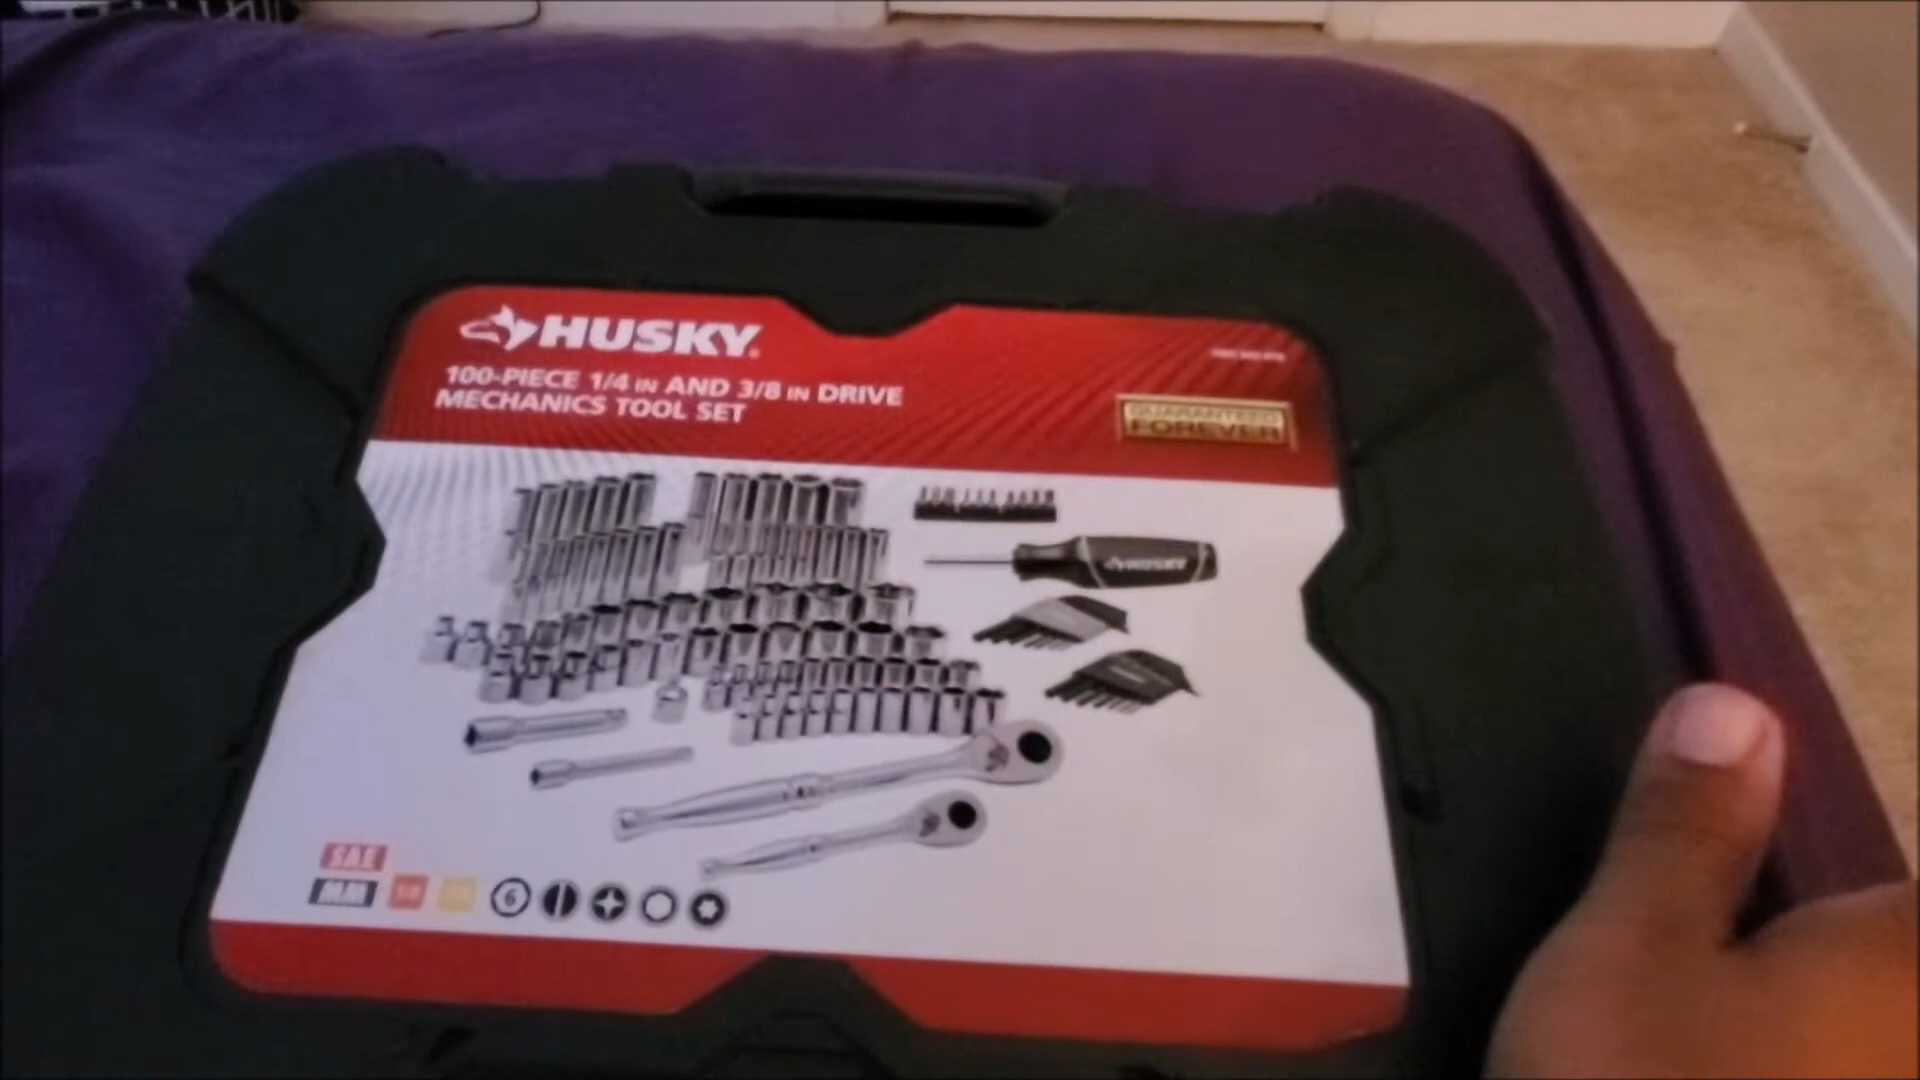 HUSKY
100-PIECE 1/4 IN AND 3/8 IN DRIVE
MECHANICS TOOL SET
GUARANTEED
FOREVER
HUSKY
SAE
MM
6